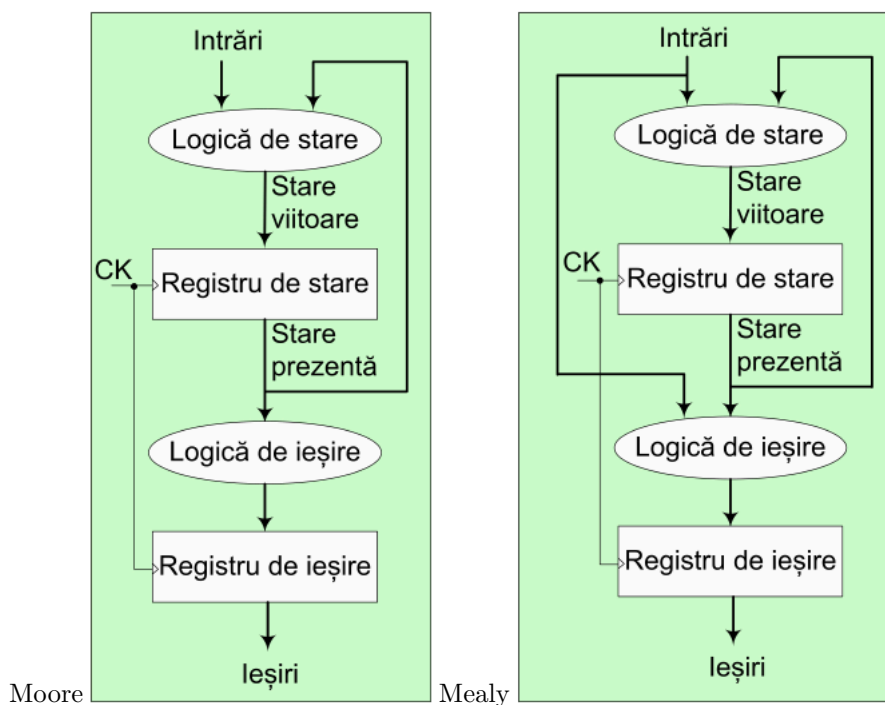 Intrări
Logică de stare
Stare
viitoare
CK
Registru de stare
Stare
prezentă
Logică de ieșire
Registru de ieșire
Ieșiri
Moore
Intrări
Logică de stare
Stare
viitoare
CK
Registru de stare
Stare
prezentă
Logică de ieșire
Registru de ieșire
Ieșiri
Mealy